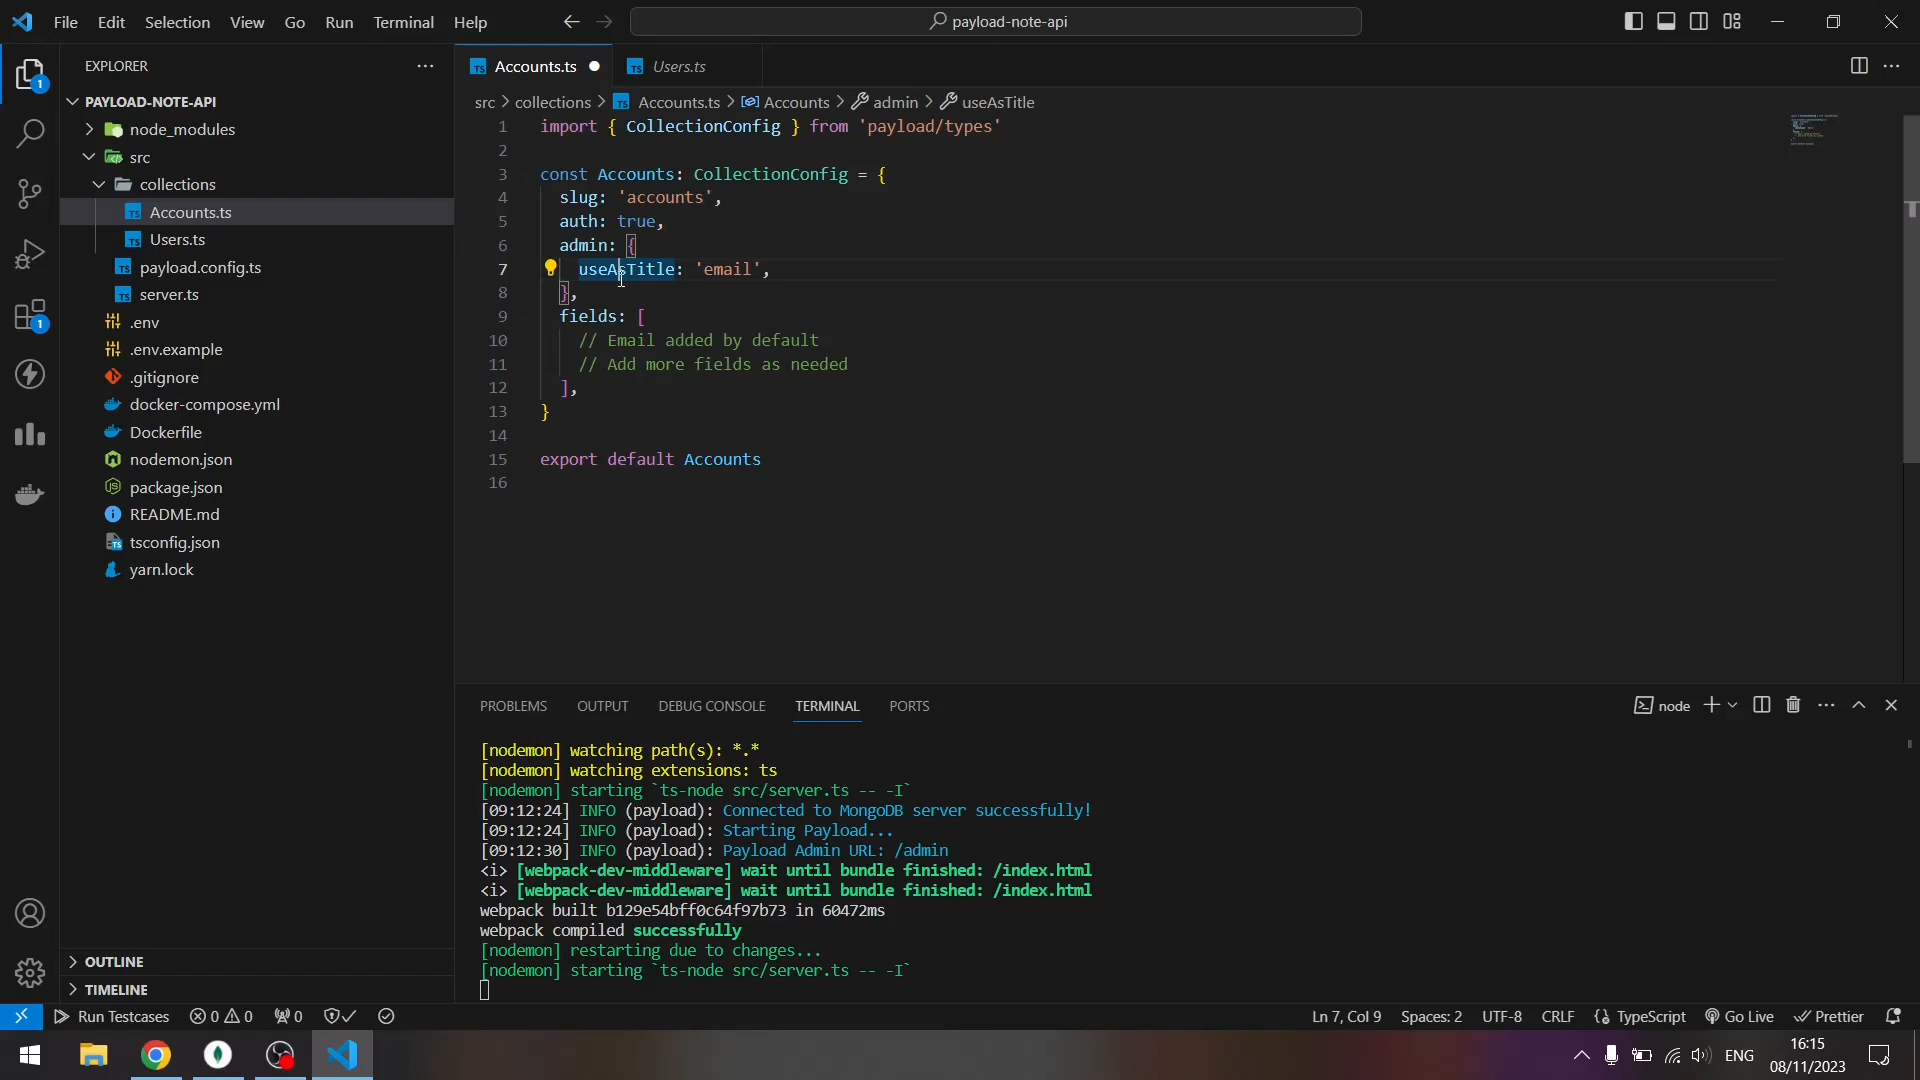 File Edit Selection View Go Run Terminal Help
payload-note-api
EXPLORER
1
PAYLOAD-NOTE-API
node_modules
src
collections
Accounts.ts
Users.ts
payload.config.ts
server.ts
.env
.env.example
.gitignore
docker-compose.yml
Dockerfile
nodemon.json
package.json
README.md
tsconfig.json
yarn.lock
1
OUTLINE
TIMELINE
TS Accounts.ts
TS Users.ts
src > collections > TS Accounts.ts > Accounts > admin > useAsTitle
1 import { CollectionConfig } from 'payload/types'
2
3 const Accounts: CollectionConfig = {
4 slug: 'accounts',
5 auth: true,
6 admin: {
7 useAsTitle: 'email',
8 },
9 fields: [
10 // Email added by default
11 // Add more fields as needed
12 ],
13 }
14
15 export default Accounts
16
PROBLEMS OUTPUT DEBUG CONSOLE TERMINAL PORTS
node
[nodemon] watching path(s): *.*
[nodemon] watching extensions: ts
[nodemon] starting `ts-node src/server.ts -- -I`
[09:12:24] INFO (payload): Connected to MongoDB server successfully!
[09:12:24] INFO (payload): Starting Payload...
[09:12:30] INFO (payload): Payload Admin URL: /admin
<i> [webpack-dev-middleware] wait until bundle finished: /index.html
<i> [webpack-dev-middleware] wait until bundle finished: /index.html
webpack built b129e54bff0c64f97b73 in 60472ms
webpack compiled successfully
[nodemon] restarting due to changes...
[nodemon] starting `ts-node src/server.ts -- -I`
Run Testcases 0 0 0
Ln 7, Col 9 Spaces: 2 UTF-8 CRLF {} TypeScript Go Live Prettier
ENG
16:15
08/11/2023